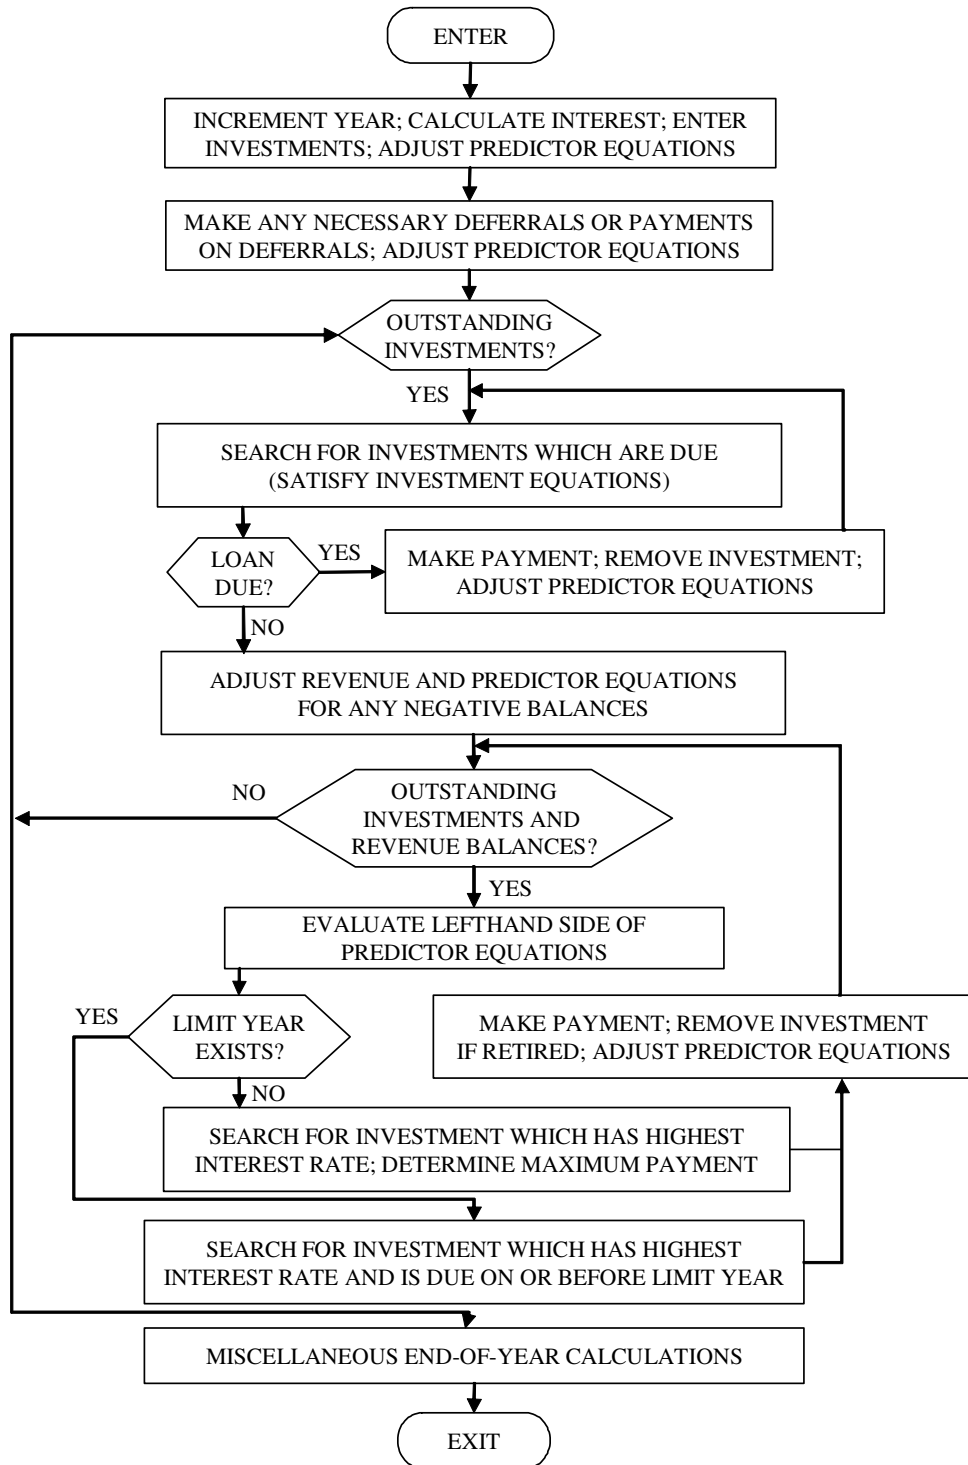 ENTER
INCREMENT YEAR; CALCULATE INTEREST; ENTER
INVESTMENTS; ADJUST PREDICTOR EQUATIONS
MAKE ANY NECESSARY DEFERRALS OR PAYMENTS
ON DEFERRALS; ADJUST PREDICTOR EQUATIONS
OUTSTANDING
INVESTMENTS?
YES
SEARCH FOR INVESTMENTS WHICH ARE DUE
(SATISFY INVESTMENT EQUATIONS)
LOAN
DUE?
YES
MAKE PAYMENT; REMOVE INVESTMENT;
ADJUST PREDICTOR EQUATIONS
NO
ADJUST REVENUE AND PREDICTOR EQUATIONS
FOR ANY NEGATIVE BALANCES
NO
OUTSTANDING
INVESTMENTS AND
REVENUE BALANCES?
YES
EVALUATE LEFTHAND SIDE OF
PREDICTOR EQUATIONS
YES
LIMIT YEAR
EXISTS?
MAKE PAYMENT; REMOVE INVESTMENT
IF RETIRED; ADJUST PREDICTOR EQUATIONS
NO
SEARCH FOR INVESTMENT WHICH HAS HIGHEST
INTEREST RATE; DETERMINE MAXIMUM PAYMENT
SEARCH FOR INVESTMENT WHICH HAS HIGHEST
INTEREST RATE AND IS DUE ON OR BEFORE LIMIT YEAR
MISCELLANEOUS END-OF-YEAR CALCULATIONS
EXIT